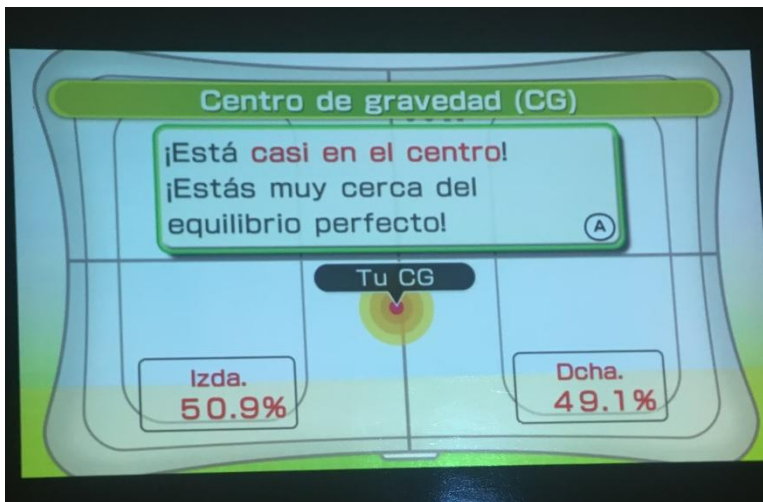 Centro de gravedad (CG)
¡Está casi en el centro!
¡Estás muy cerca del
equilibrio perfecto!
A
Tu CG
Izda.
50.9%
Dcha.
49.1%